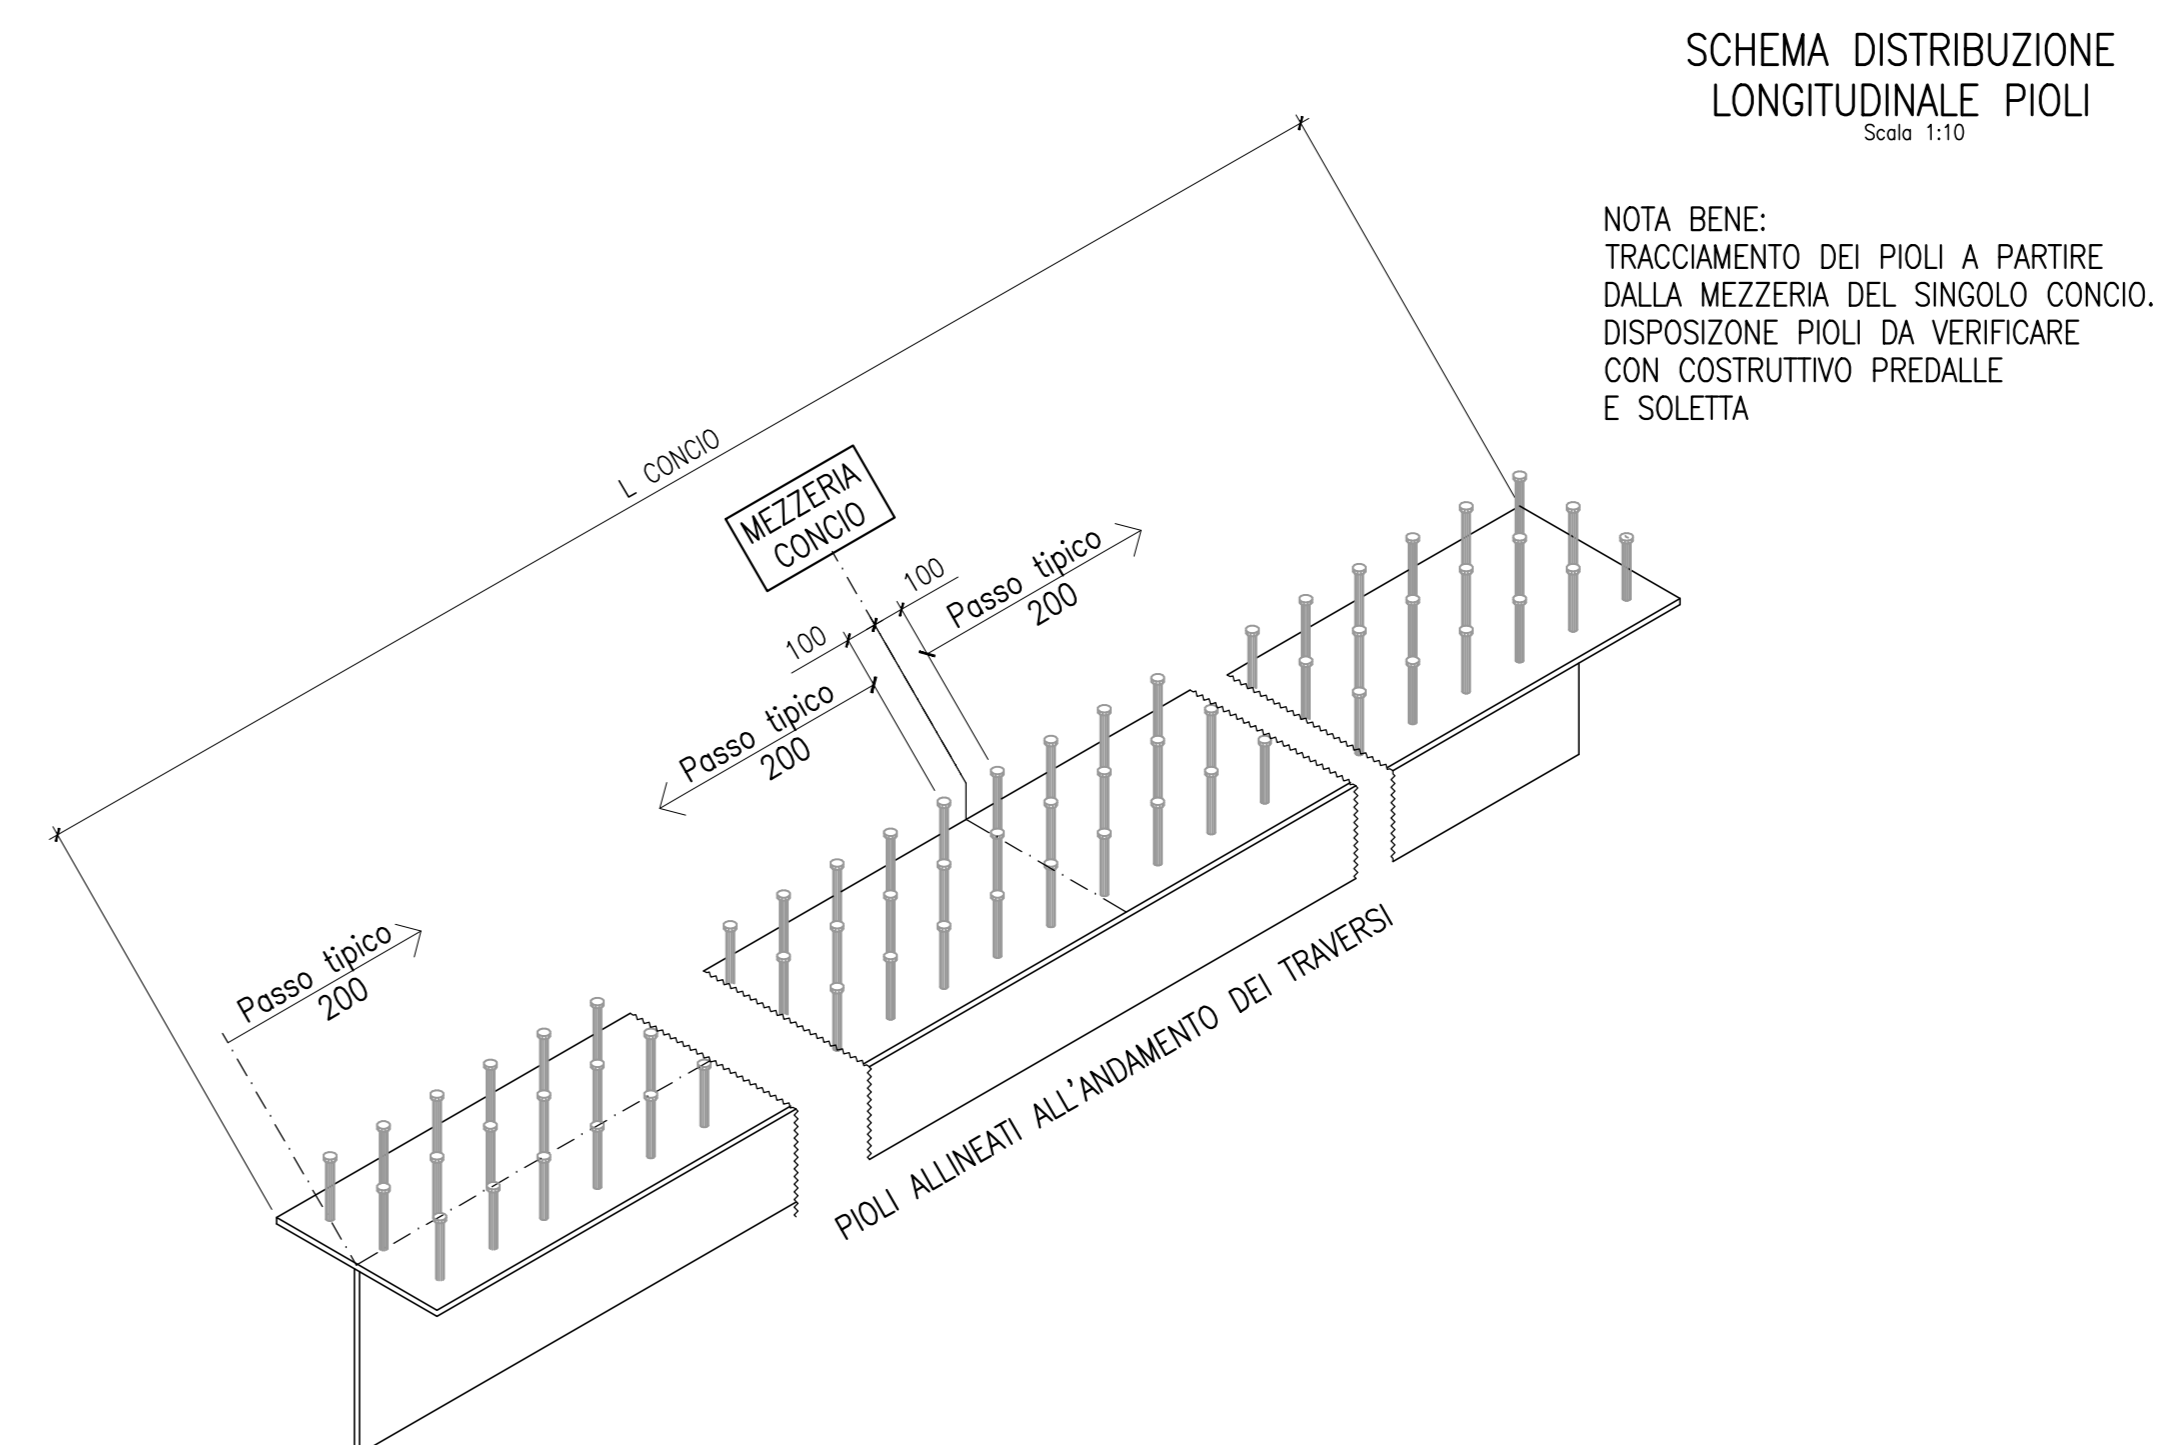 SCHEMA DISTRIBUZIONE
LONGITUDINALE PIOLI
Scala 1:10
NOTA BENE:
TRACCIAMENTO DEI PIOLI A PARTIRE
DALLA MEZZERIA DEL SINGOLO CONCIO.
DISPOSIZONE PIOLI DA VERIFICARE
CON COSTRUTTIVO PREDALLE
E SOLETTA
L CONCIO
MEZZERIA
CONCIO
100
100
Passo tipico
200
Passo tipico
200
Passo tipico
200
PIOLI ALLINEATI ALL'ANDAMENTO DEI TRAVERSI